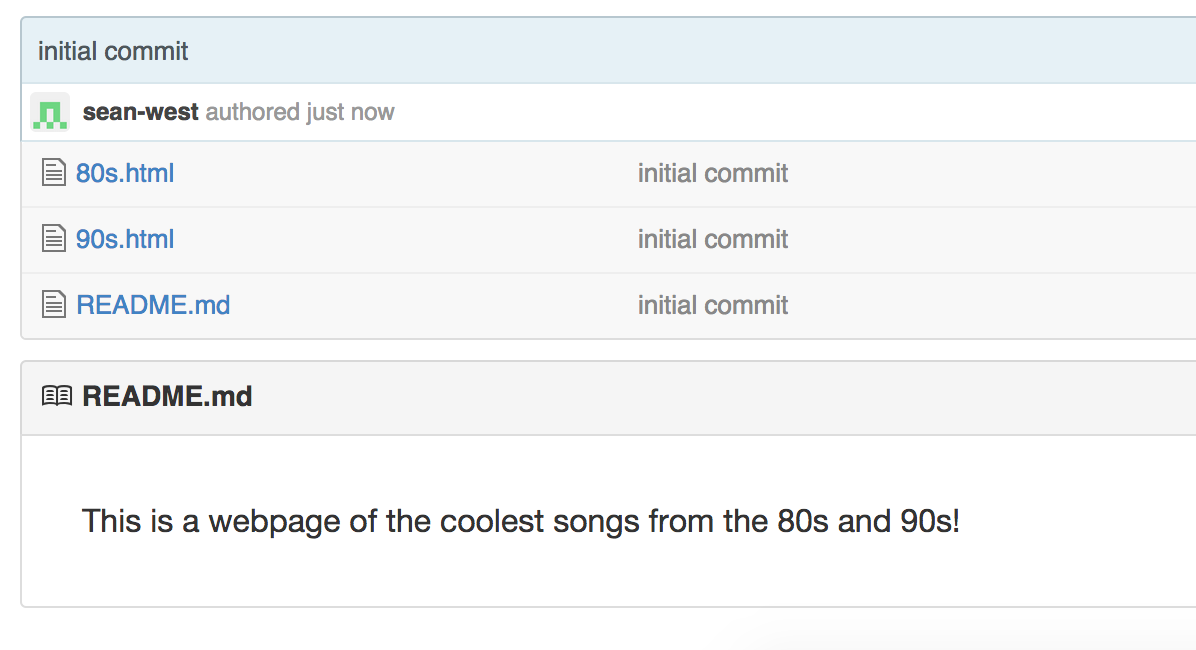 initial commit
sean-west authored just now
80s.html initial commit
90s.html initial commit
README.md initial commit
README.md
This is a webpage of the coolest songs from the 80s and 90s!